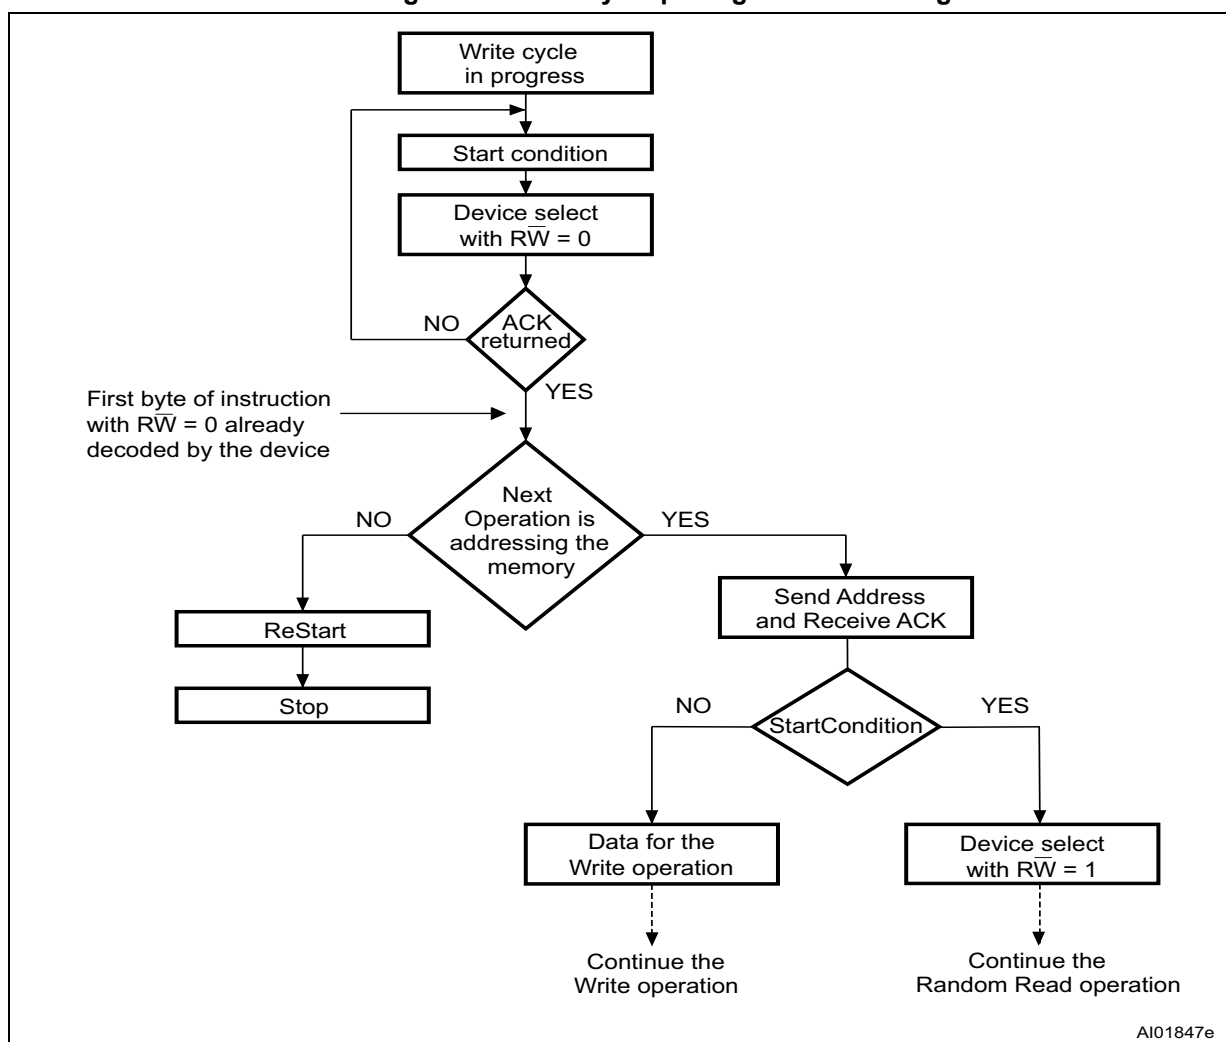 Write cycle
in progress
Start condition
Device select
with RW̅ = 0
NO
ACK
returned
YES
First byte of instruction
with RW̅ = 0 already
decoded by the device
Next
Operation is
addressing the
memory
NO
YES
Send Address
and Receive ACK
ReStart
Stop
NO
StartCondition
YES
Data for the
Write operation
Device select
with RW̅ = 1
Continue the
Write operation
Continue the
Random Read operation
AI01847e